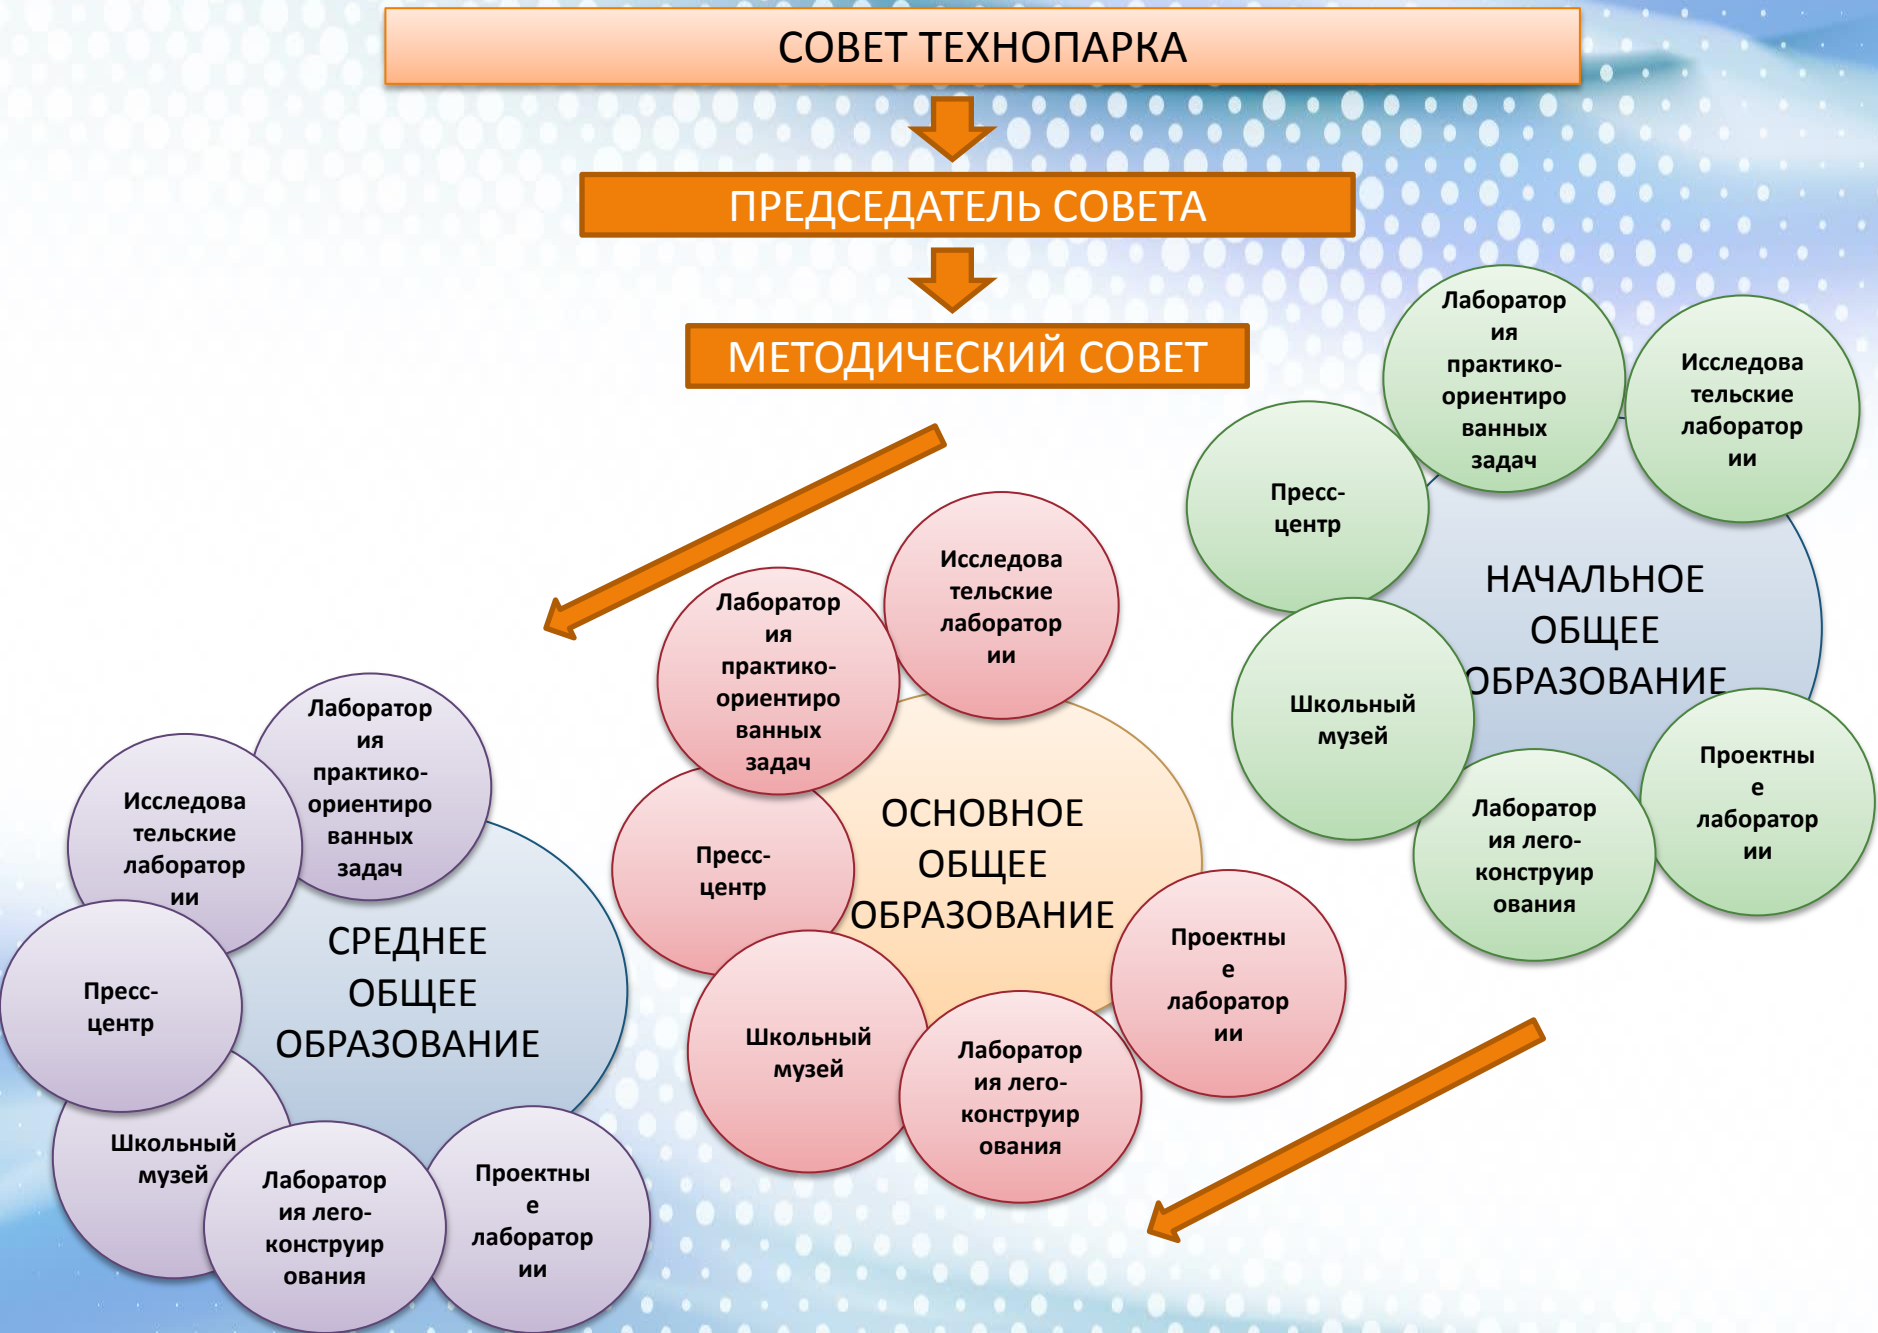 СОВЕТ ТЕХНОПАРКА
ПРЕДСЕДАТЕЛЬ СОВЕТА
МЕТОДИЧЕСКИЙ СОВЕТ
Лаборатор
ия
практико-
ориентиро
ванных
задач
Исследова
тельские
лаборатор
ии
Пресс-
центр
НАЧАЛЬНОЕ
ОБЩЕЕ
ОБРАЗОВАНИЕ
Школьный
музей
Лаборатор
ия лего-
конструир
ования
Проектны
е
лаборатор
ии
Исследова
тельские
лаборатор
ии
Лаборатор
ия
практико-
ориентиро
ванных
задач
Пресс-
центр
ОСНОВНОЕ
ОБЩЕЕ
ОБРАЗОВАНИЕ
Школьный
музей
Лаборатор
ия лего-
конструир
ования
Проектны
е
лаборатор
ии
Лаборатор
ия
практико-
ориентиро
ванных
задач
Исследова
тельские
лаборатор
ии
Пресс-
центр
СРЕДНЕЕ
ОБЩЕЕ
ОБРАЗОВАНИЕ
Школьный
музей
Лаборатор
ия лего-
конструир
ования
Проектны
е
лаборатор
ии